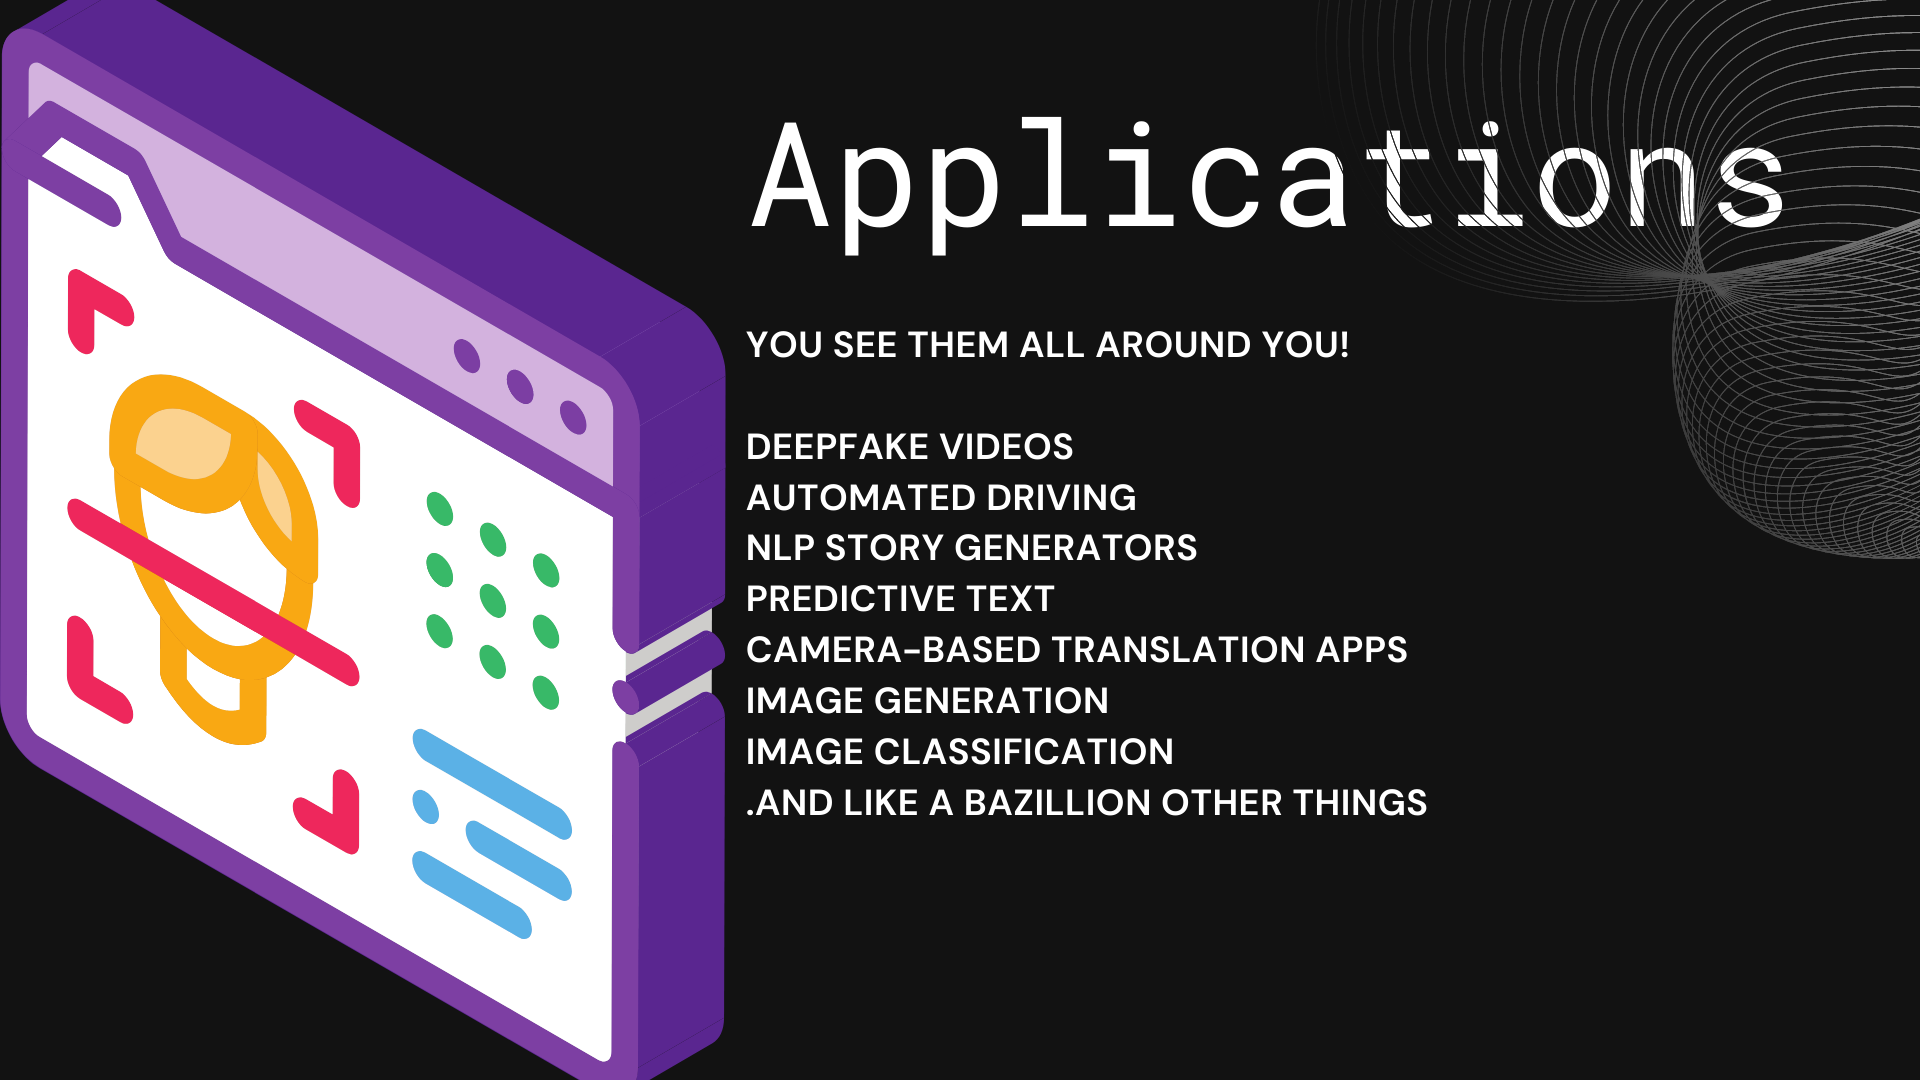 Applications
YOU SEE THEM ALL AROUND YOU!
DEEPFAKE VIDEOS
AUTOMATED DRIVING
NLP STORY GENERATORS
PREDICTIVE TEXT
CAMERA-BASED TRANSLATION APPS
IMAGE GENERATION
IMAGE CLASSIFICATION
.AND LIKE A BAZILLION OTHER THINGS